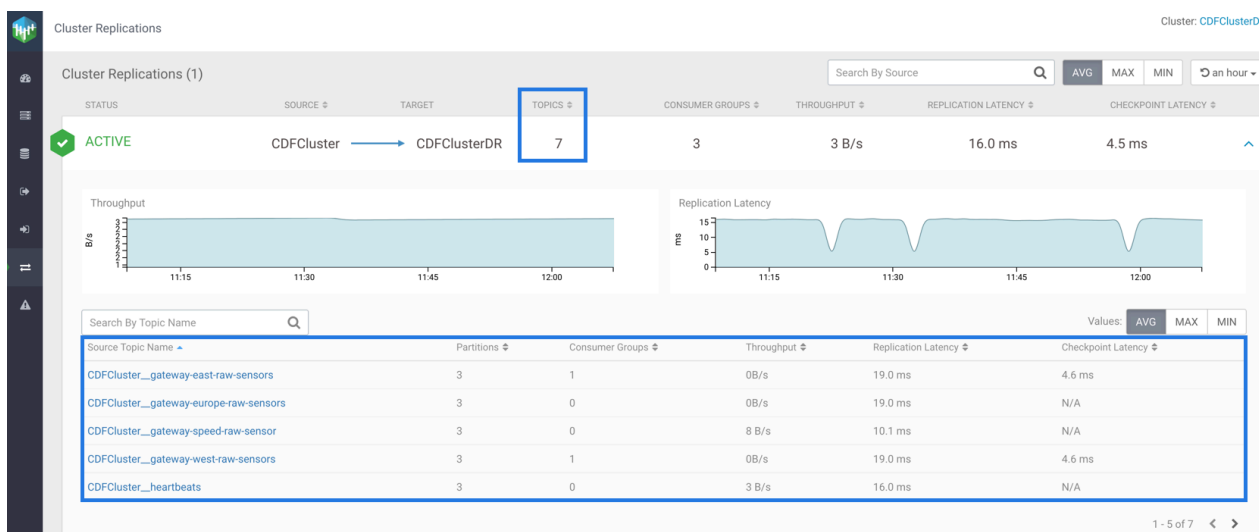 Cluster Replications
Cluster: CDFClusterD
Cluster Replications (1)
Search By Source
AVG MAX MIN
an hour
STATUS SOURCE TARGET TOPICS CONSUMER GROUPS THROUGHPUT REPLICATION LATENCY CHECKPOINT LATENCY
ACTIVE CDFCluster CDFClusterDR 7 3 3 B/s 16.0 ms 4.5 ms
Throughput
B/s
3
2
2
2
2
1
11:15 11:30 11:45 12:00
Replication Latency
ms
15
10
5
0
11:15 11:30 11:45 12:00
Search By Topic Name
Values: AVG MAX MIN
Source Topic Name Partitions Consumer Groups Throughput Replication Latency Checkpoint Latency
CDFCluster__gateway-east-raw-sensors 3 1 0B/s 19.0 ms 4.6 ms
CDFCluster__gateway-europe-raw-sensors 3 0 0B/s 19.0 ms N/A
CDFCluster__gateway-speed-raw-sensor 3 0 8 B/s 10.1 ms N/A
CDFCluster__gateway-west-raw-sensors 3 1 0B/s 19.0 ms 4.6 ms
CDFCluster__heartbeats 3 0 3 B/s 16.0 ms N/A
1 - 5 of 7